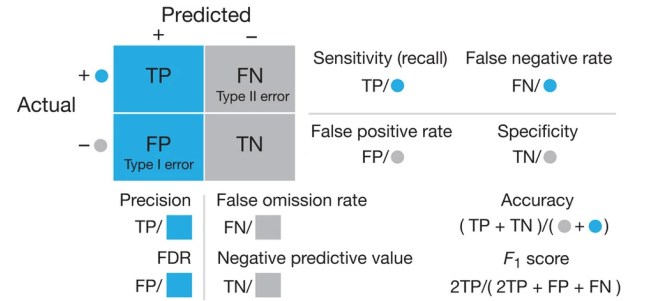 Predicted
+ −
+ TP FN Sensitivity (recall) False negative rate
Type II error TP/ FN/
Actual
− FP TN False positive rate Specificity
Type I error FP/ TN/
Precision False omission rate Accuracy
TP/ FN/ ( TP + TN )/( + )
FDR Negative predictive value F₁ score
FP/ TN/ 2TP/( 2TP + FP + FN )